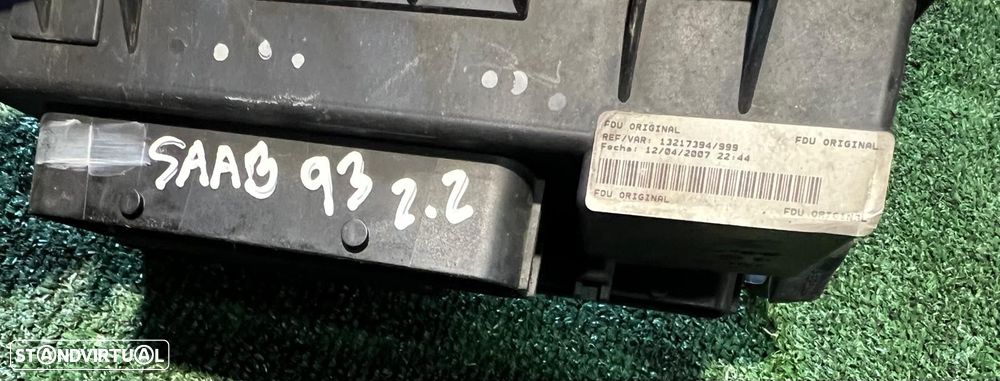 SAAB 93 2.2
FDU ORIGINAL
FDU ORIGINAL
REF/VAR: 13217394/999
Fecha: 12/04/2007 22:44
FDU ORIGINAL
FDU ORIGINAL
STANDVIRTUAL